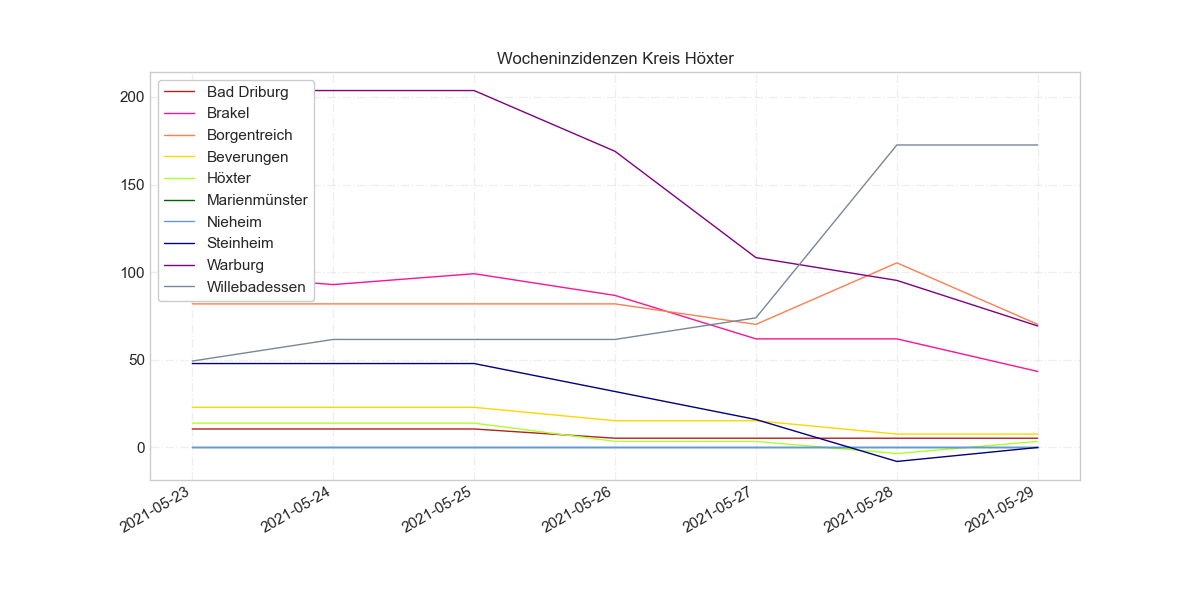 Wocheninzidenzen Kreis Höxter
200
150
100
50
0
Bad Driburg
Brakel
Borgentreich
Beverungen
Höxter
Marienmünster
Nieheim
Steinheim
Warburg
Willebadessen
2021-05-23
2021-05-24
2021-05-25
2021-05-26
2021-05-27
2021-05-28
2021-05-29